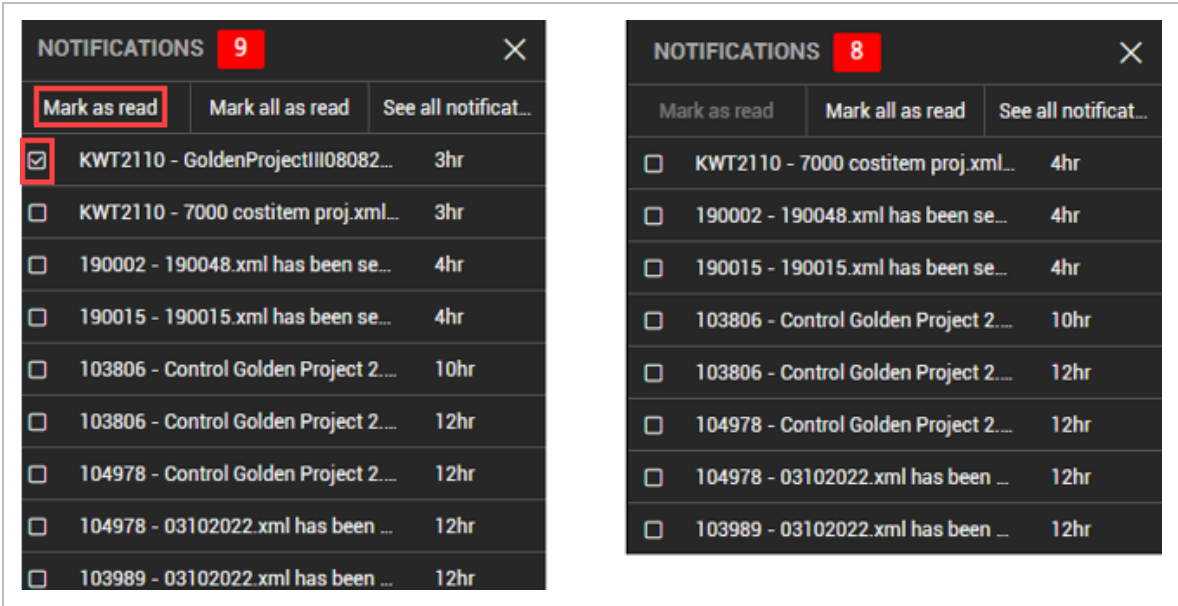 NOTIFICATIONS 9
Mark as read Mark all as read See all notificat...
KWT2110 - GoldenProjectIII08082... 3hr
KWT2110 - 7000 costitem proj.xml... 3hr
190002 - 190048.xml has been se... 4hr
190015 - 190015.xml has been se... 4hr
103806 - Control Golden Project 2.... 10hr
103806 - Control Golden Project 2.... 12hr
104978 - Control Golden Project 2.... 12hr
104978 - 03102022.xml has been ... 12hr
103989 - 03102022.xml has been ... 12hr
NOTIFICATIONS 8
Mark as read Mark all as read See all notificat...
KWT2110 - 7000 costitem proj.xml... 4hr
190002 - 190048.xml has been se... 4hr
190015 - 190015.xml has been se... 4hr
103806 - Control Golden Project 2.... 10hr
103806 - Control Golden Project 2.... 12hr
104978 - Control Golden Project 2.... 12hr
104978 - 03102022.xml has been ... 12hr
103989 - 03102022.xml has been ... 12hr